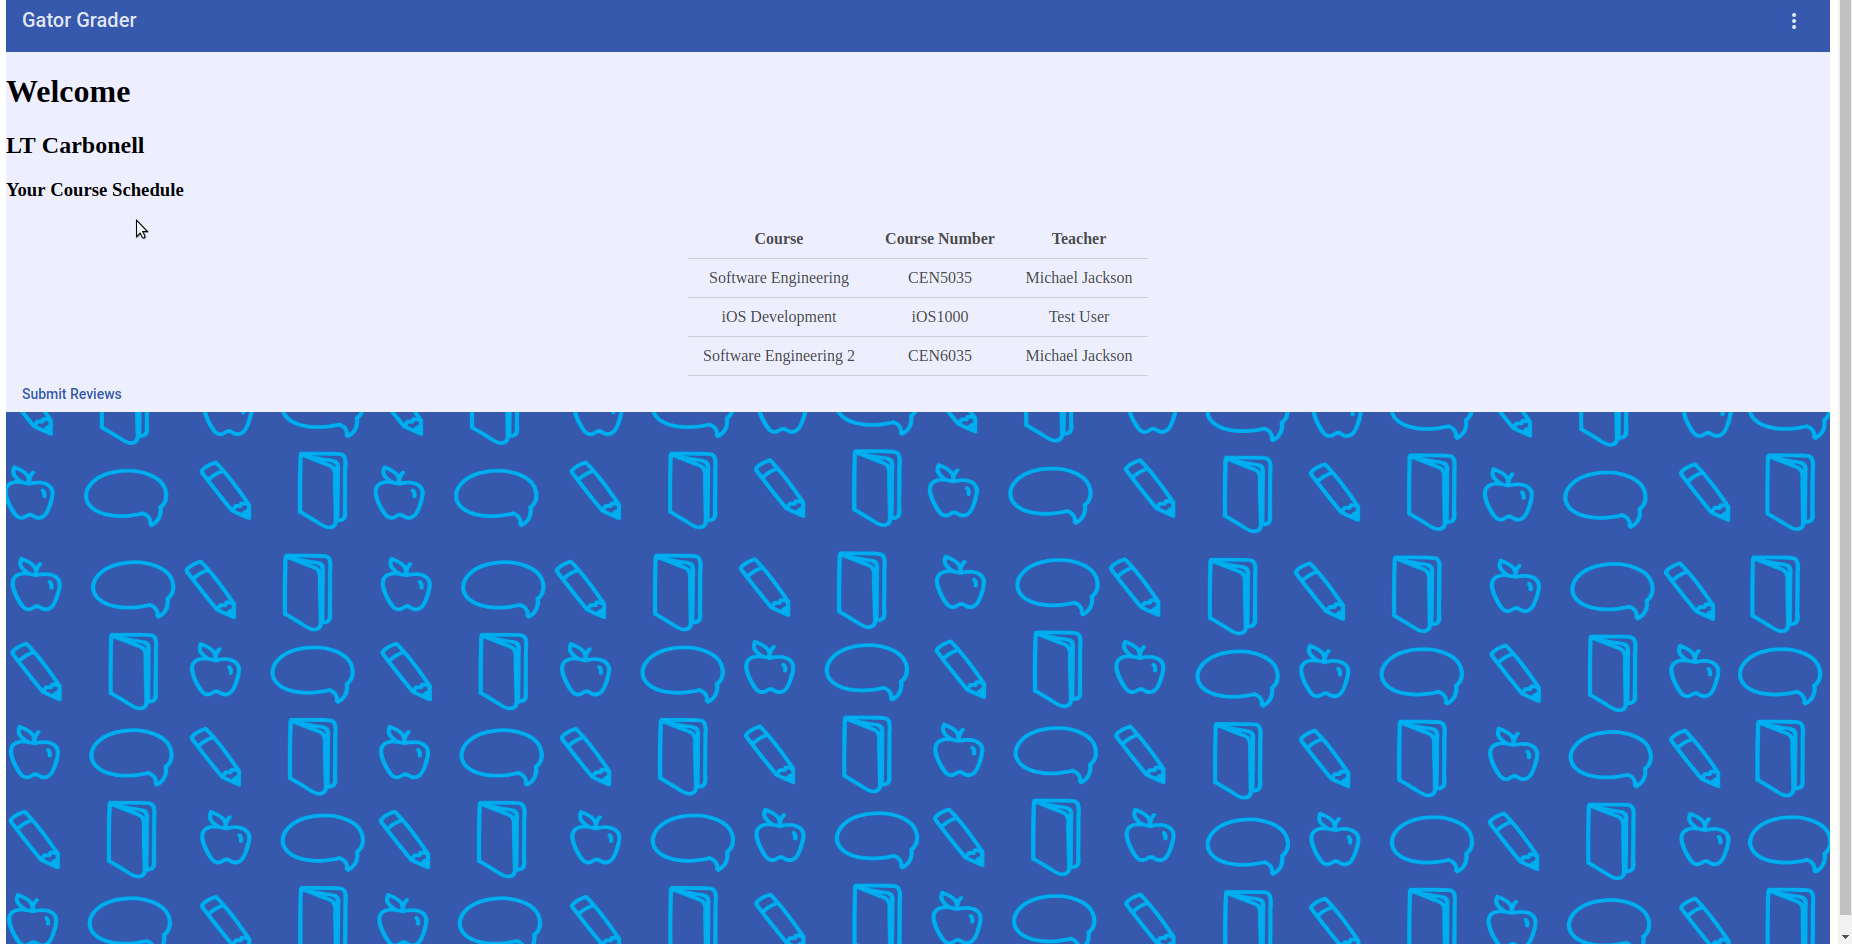 Gator Grader
Welcome
LT Carbonell
Your Course Schedule
Course Course Number Teacher
Software Engineering CEN5035 Michael Jackson
iOS Development iOS1000 Test User
Software Engineering 2 CEN6035 Michael Jackson
Submit Reviews